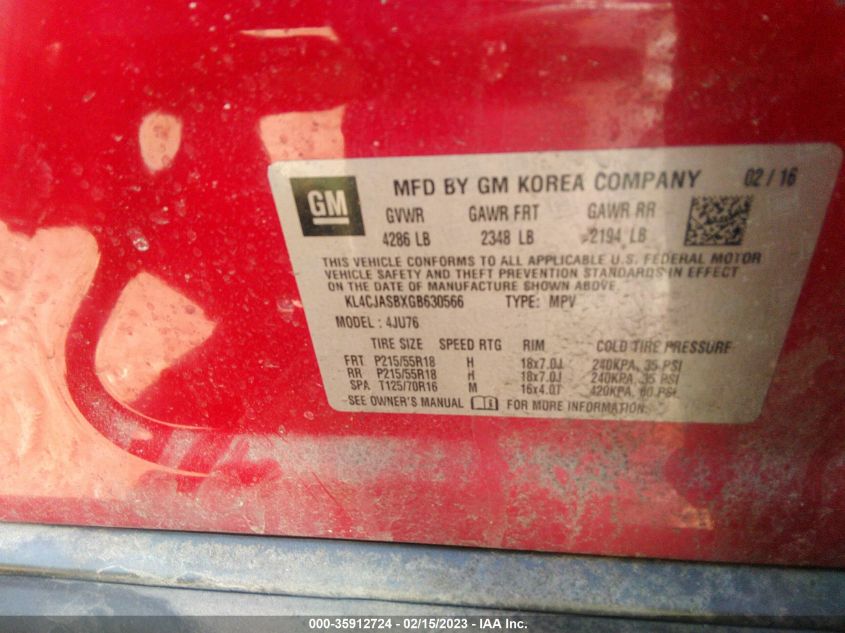 GM
MFD BY GM KOREA COMPANY 02 / 16
GVWR GAWR FRT GAWR RR
4286 LB 2348 LB 2194 LB
THIS VEHICLE CONFORMS TO ALL APPLICABLE U.S. FEDERAL MOTOR
VEHICLE SAFETY AND THEFT PREVENTION STANDARDS IN EFFECT
ON THE DATE OF MANUFACTURE SHOWN ABOVE.
KL4CJASBXGB630566 TYPE: MPV
MODEL : 4JU76
TIRE SIZE SPEED RTG RIM COLD TIRE PRESSURE
FRT P215/55R18 H 18x7.0J 240KPA, 35 PSI
RR P215/55R18 H 18x7.0J 240KPA, 35 PSI
SPA T125/70R16 M 16x4.0T 420KPA, 60 PSI
SEE OWNER'S MANUAL FOR MORE INFORMATION.
000-35912724 - 02/15/2023 - IAA Inc.